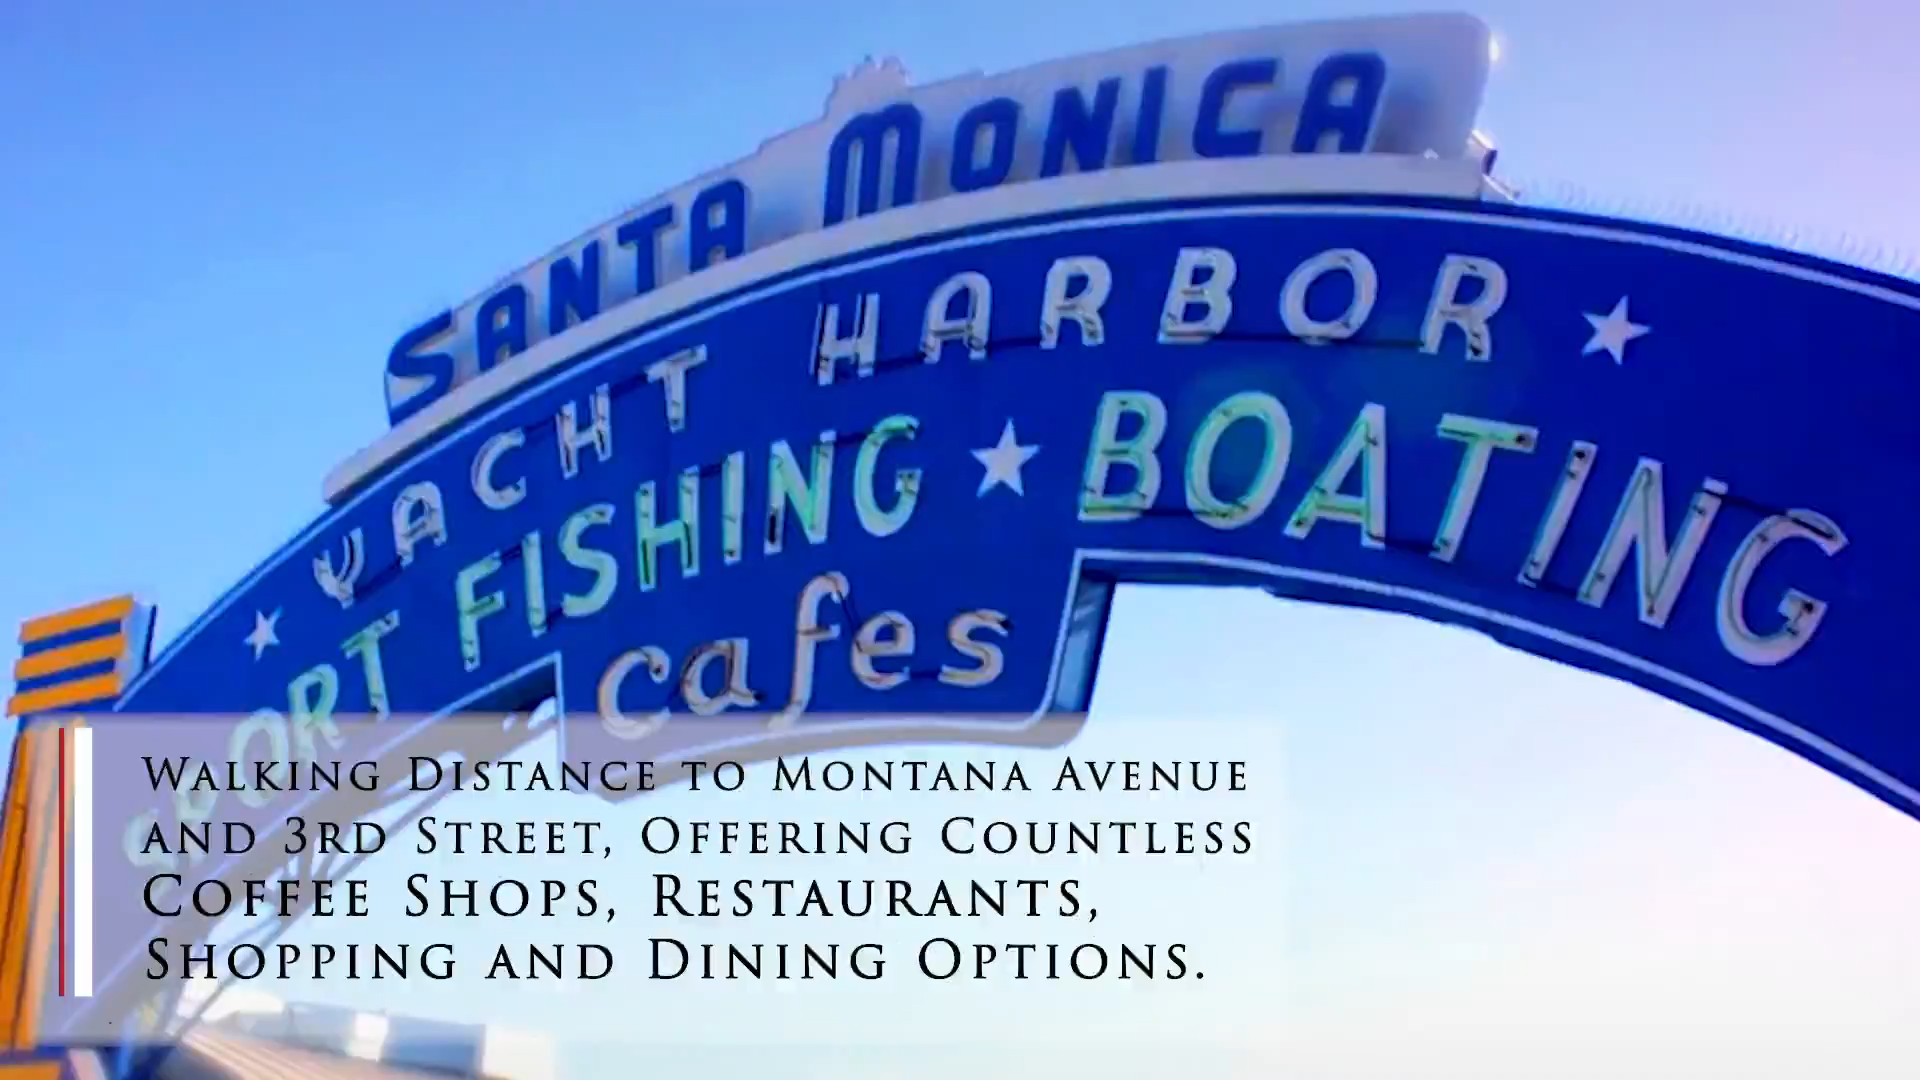 SANTA MONICA
YACHT HARBOR
SPORT FISHING ★ BOATING
cafes
Walking Distance to Montana Avenue
and 3rd Street, Offering Countless
Coffee Shops, Restaurants,
Shopping and Dining Options.